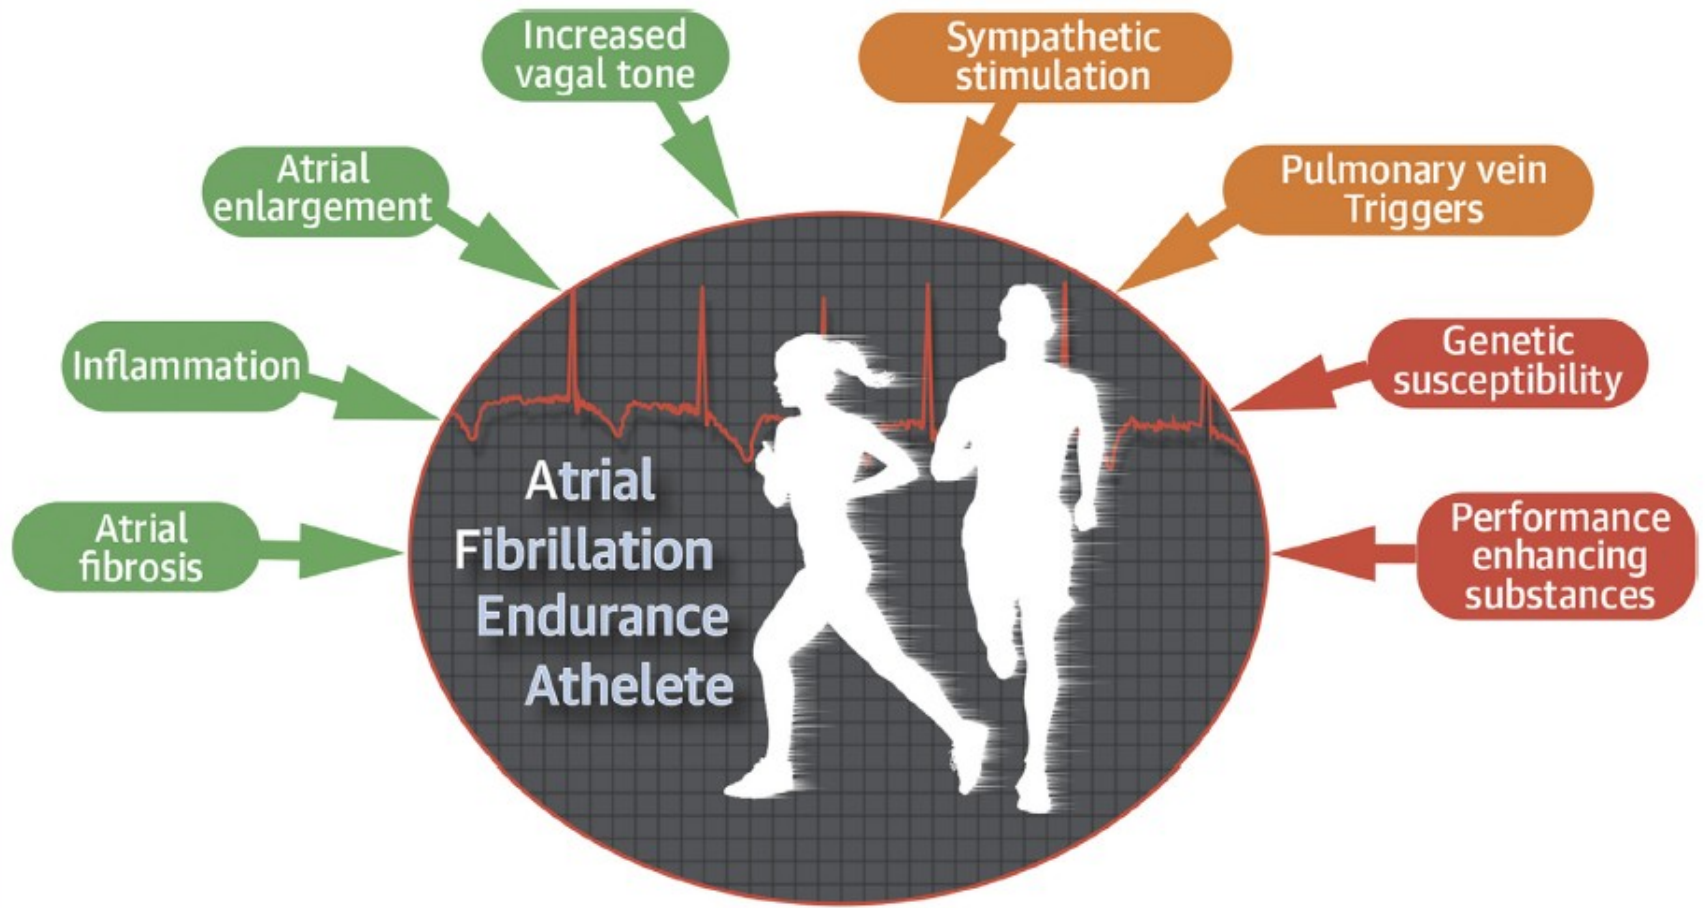 Increased
vagal tone
Sympathetic
stimulation
Atrial
enlargement
Pulmonary vein
Triggers
Inflammation
Genetic
susceptibility
Atrial
fibrosis
Performance
enhancing
substances
Atrial
Fibrillation
Endurance
Athelete